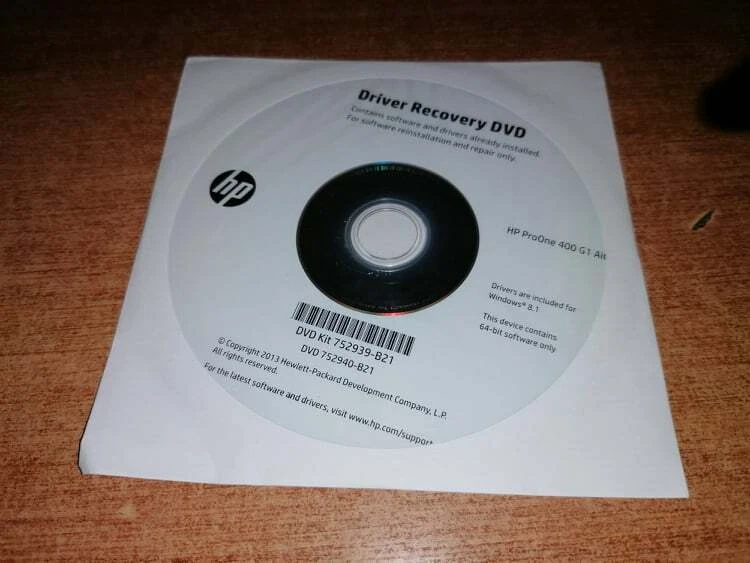 Driver Recovery DVD
Contains software and drivers already installed.
For software reinstallation and repair only.
hp
HP ProOne 400 G1 Ait
Drivers are included for
Windows® 8.1
This device contains
64-bit software only.
DVD Kit 752939-B21
DVD 752940-B21
© Copyright 2013 Hewlett-Packard Development Company, L.P.
All rights reserved.
For the latest software and drivers, visit www.hp.com/support